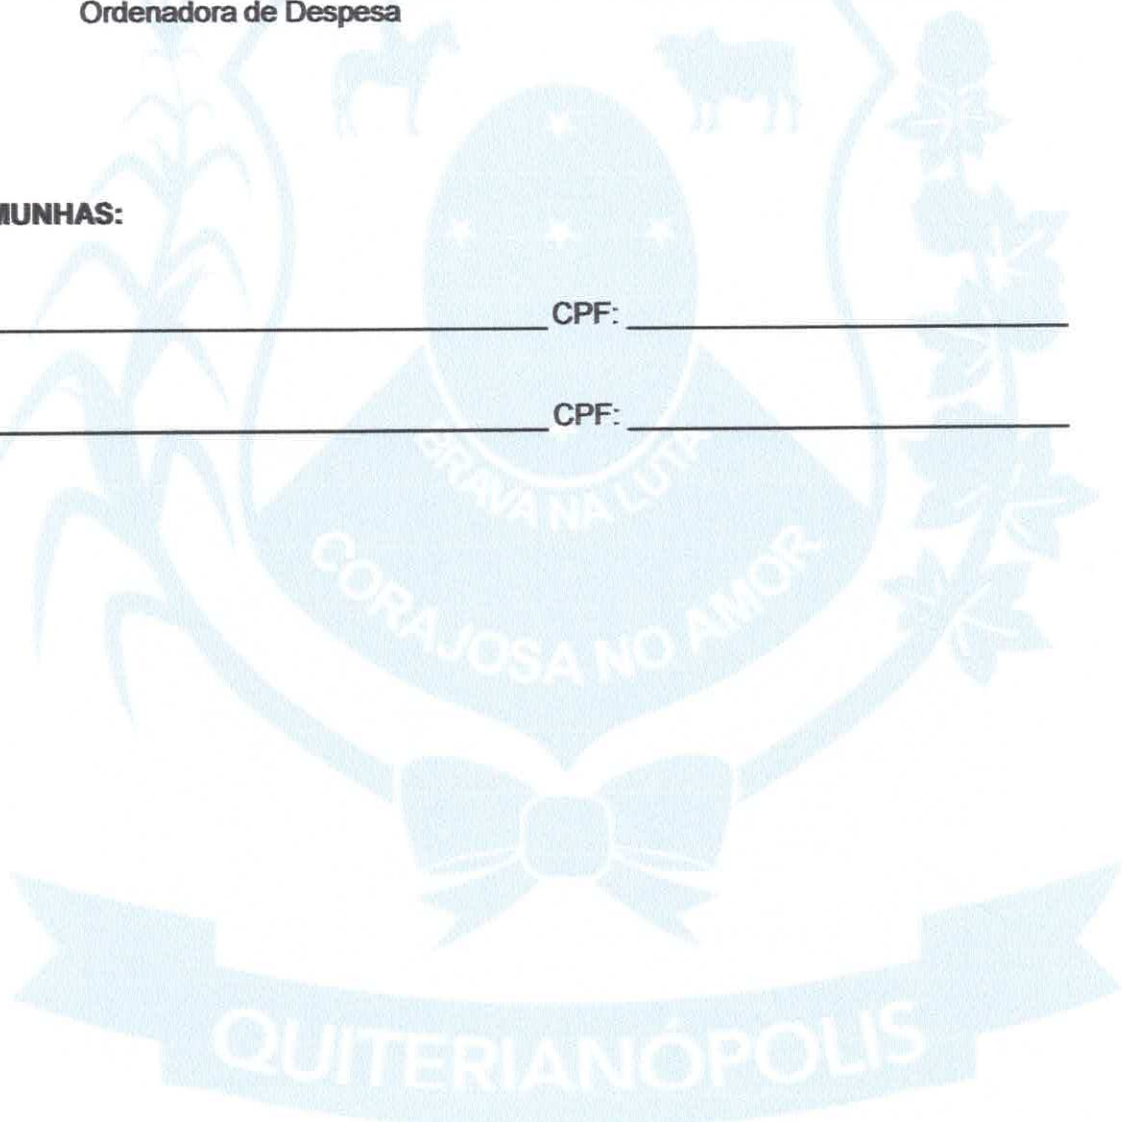 Ordenadora de Despesa
MUNHAS:
CPF:
CPF:
BRAVA NA LUTA
CORAJOSA NO AMOR
QUITERIANÓPOLIS